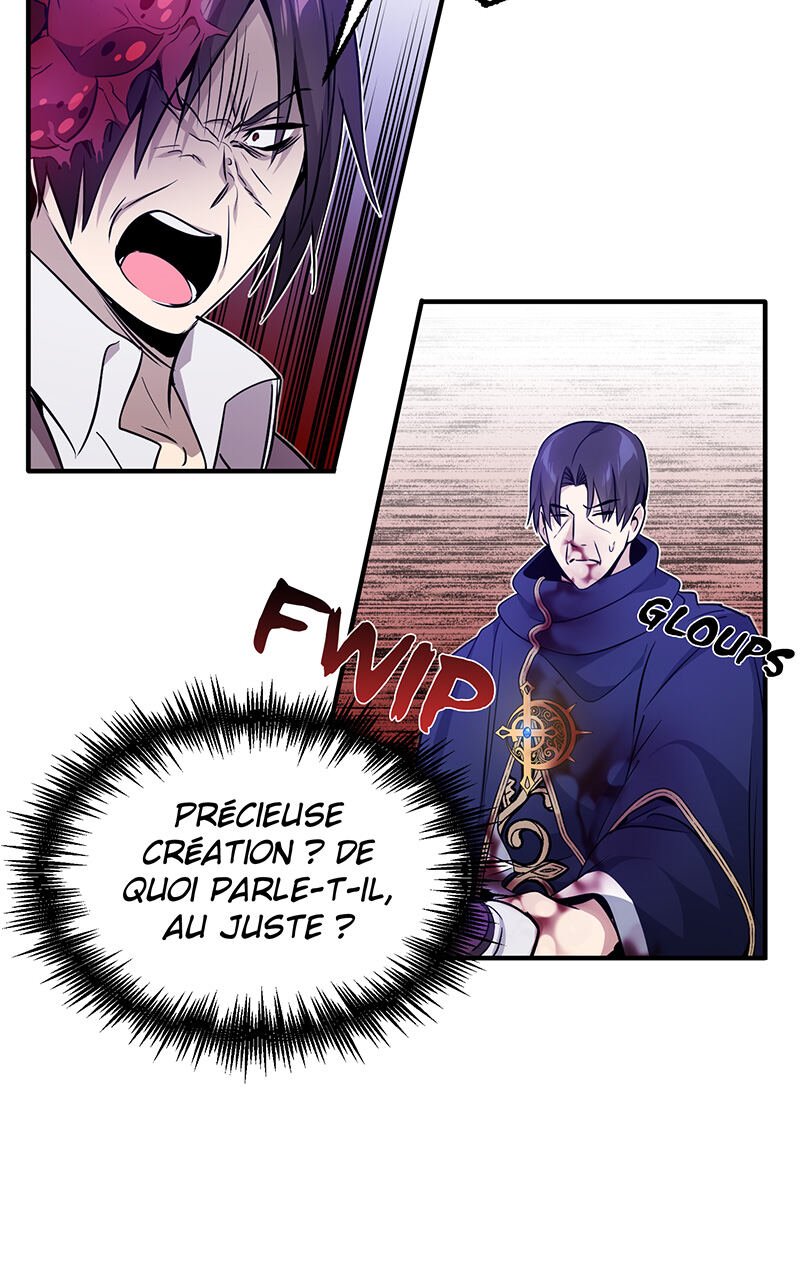 GLOUPS
FWIP
PRÉCIEUSE
CRÉATION ? DE
QUOI PARLE-T-IL,
AU JUSTE ?